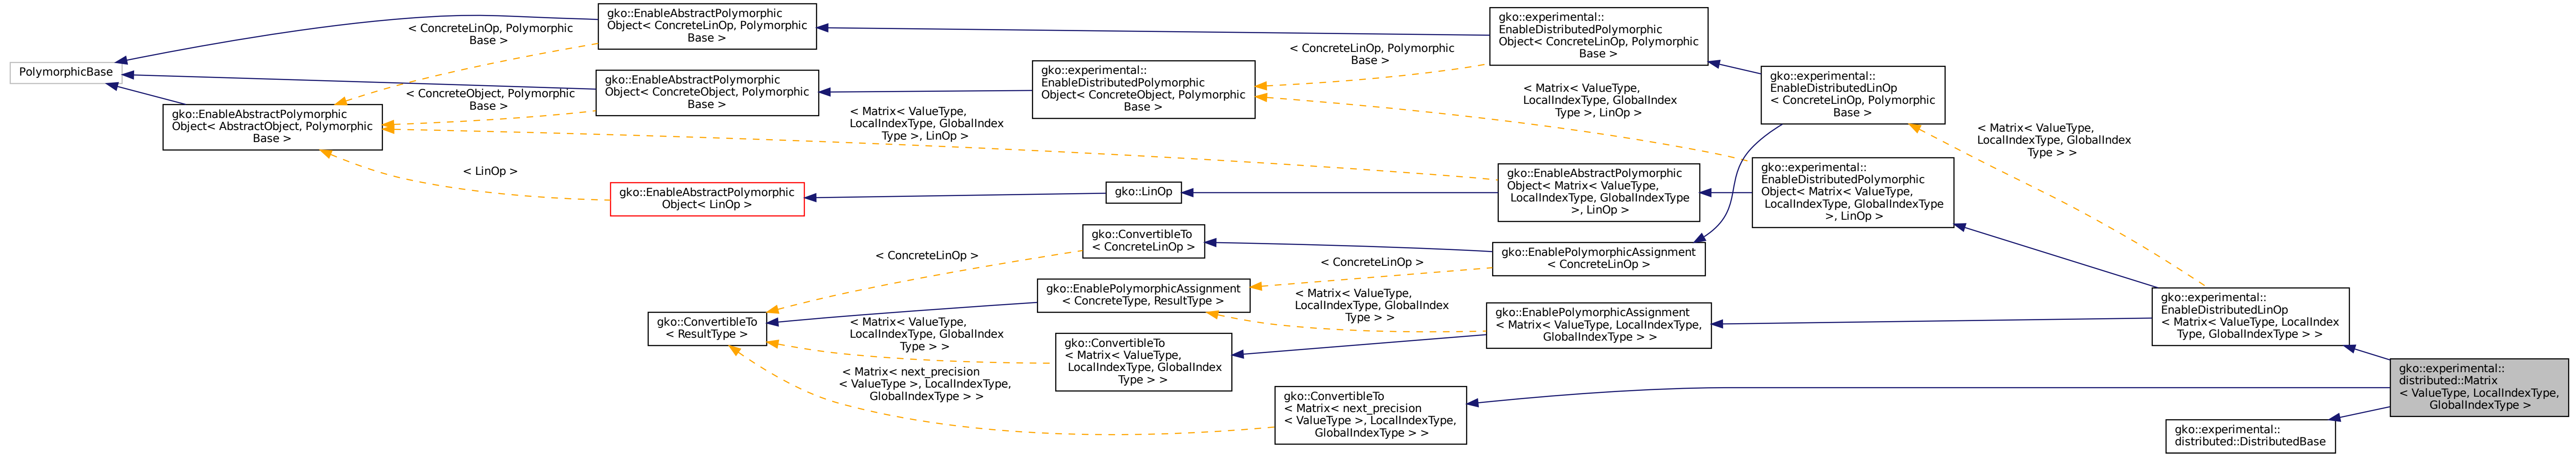 PolymorphicBase
gko::EnableAbstractPolymorphic
Object< AbstractObject, Polymorphic
Base >
< ConcreteLinOp, Polymorphic
Base >
< ConcreteObject, Polymorphic
Base >
< LinOp >
gko::EnableAbstractPolymorphic
Object< ConcreteLinOp, Polymorphic
Base >
gko::EnableAbstractPolymorphic
Object< ConcreteObject, Polymorphic
Base >
gko::EnableAbstractPolymorphic
Object< LinOp >
gko::ConvertibleTo
< ResultType >
< Matrix< ValueType,
LocalIndexType, GlobalIndex
Type >, LinOp >
< ConcreteLinOp >
< Matrix< ValueType,
LocalIndexType, GlobalIndex
Type > >
< Matrix< next_precision
< ValueType >, LocalIndexType,
GlobalIndexType > >
gko::experimental::
EnableDistributedPolymorphic
Object< ConcreteObject, Polymorphic
Base >
gko::LinOp
gko::ConvertibleTo
< ConcreteLinOp >
gko::EnablePolymorphicAssignment
< ConcreteType, ResultType >
gko::ConvertibleTo
< Matrix< ValueType,
LocalIndexType, GlobalIndex
Type > >
< ConcreteLinOp, Polymorphic
Base >
< ConcreteLinOp >
< Matrix< ValueType,
LocalIndexType, GlobalIndex
Type > >
gko::ConvertibleTo
< Matrix< next_precision
< ValueType >, LocalIndexType,
GlobalIndexType > >
gko::experimental::
EnableDistributedPolymorphic
Object< ConcreteLinOp, Polymorphic
Base >
< Matrix< ValueType,
LocalIndexType, GlobalIndex
Type >, LinOp >
gko::EnableAbstractPolymorphic
Object< Matrix< ValueType,
LocalIndexType, GlobalIndexType
>, LinOp >
gko::EnablePolymorphicAssignment
< ConcreteLinOp >
gko::EnablePolymorphicAssignment
< Matrix< ValueType, LocalIndexType,
GlobalIndexType > >
gko::experimental::
EnableDistributedLinOp
< ConcreteLinOp, Polymorphic
Base >
gko::experimental::
EnableDistributedPolymorphic
Object< Matrix< ValueType,
LocalIndexType, GlobalIndexType
>, LinOp >
< Matrix< ValueType,
LocalIndexType, GlobalIndex
Type > >
gko::experimental::
EnableDistributedLinOp
< Matrix< ValueType, LocalIndex
Type, GlobalIndexType > >
gko::experimental::
distributed::DistributedBase
gko::experimental::
distributed::Matrix
< ValueType, LocalIndexType,
GlobalIndexType >